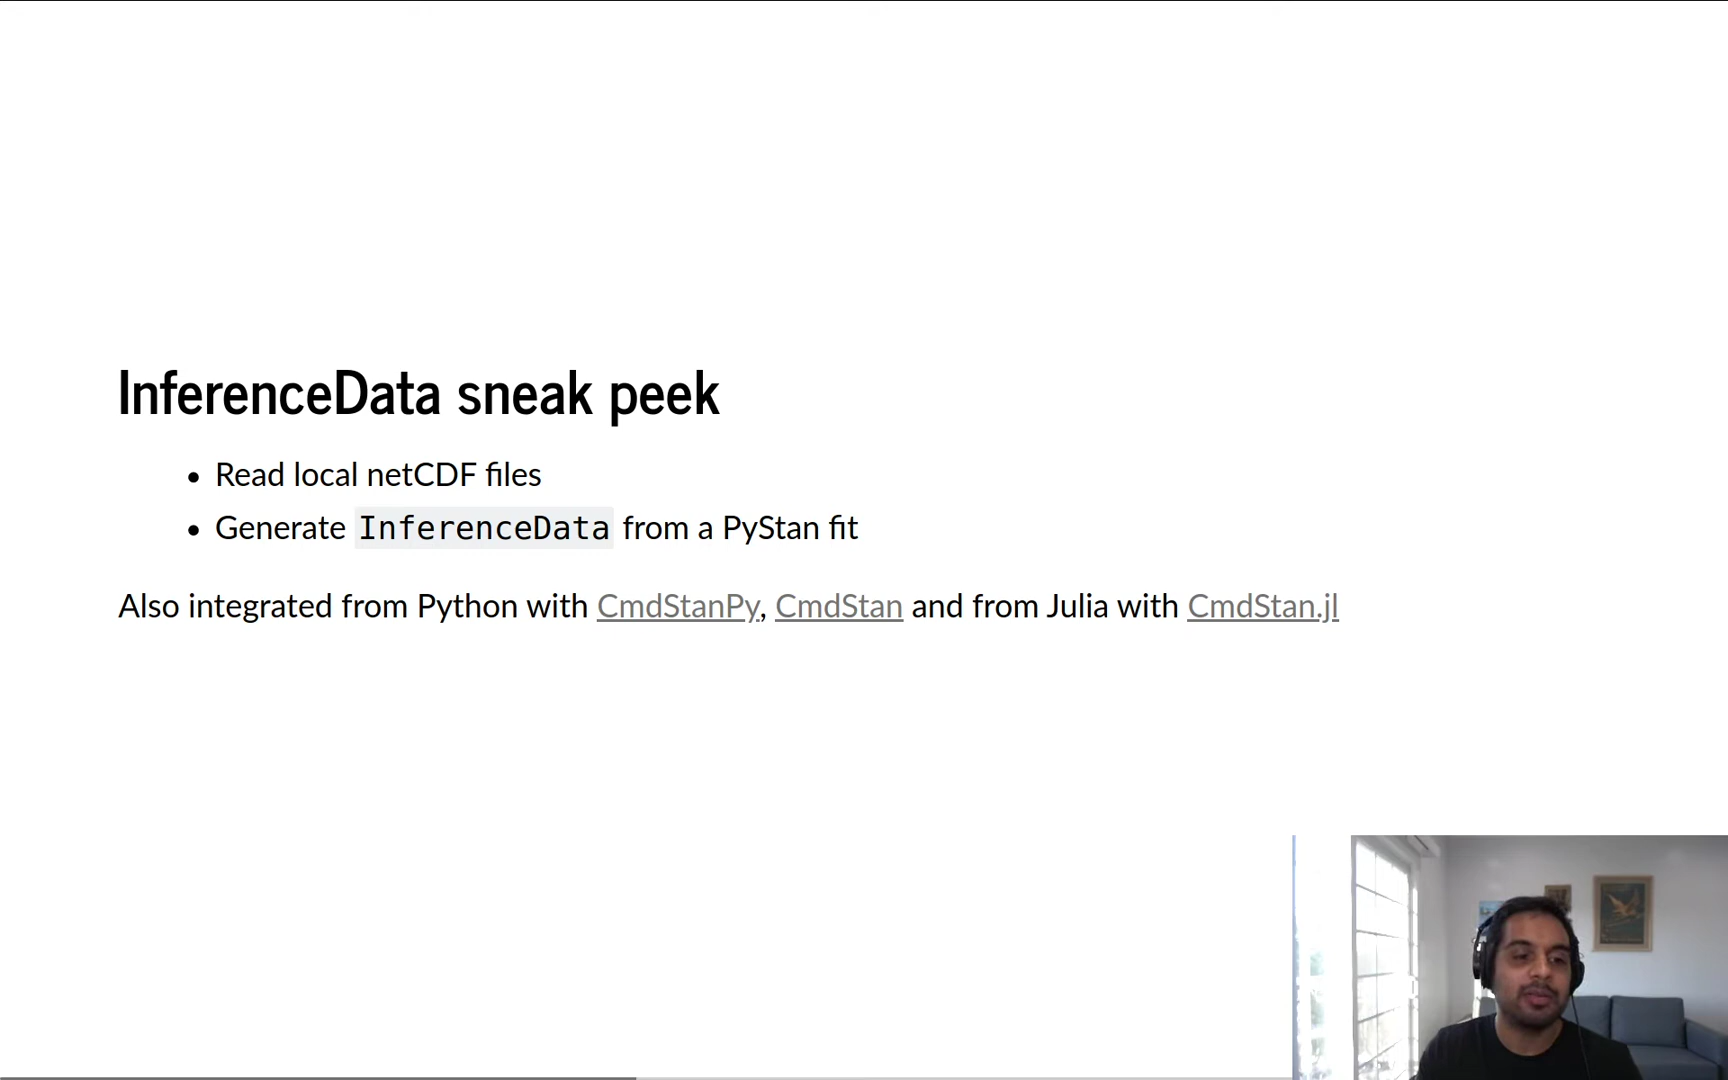 InferenceData sneak peek
• Read local netCDF files
• Generate InferenceData from a PyStan fit
Also integrated from Python with CmdStanPy, CmdStan and from Julia with CmdStan.jl